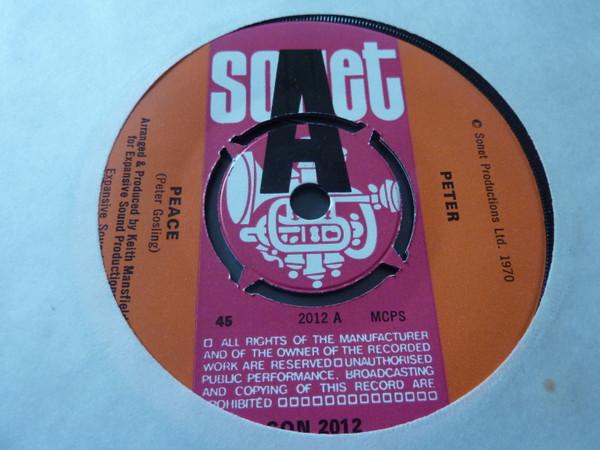 sonet
A
© Sonet Productions Ltd. 1970
PETER
PEACE
(Peter Gosling)
Arranged & Produced by Keith Mansfield
for Expansive Sound Production
Expansive
45 2012 A MCPS
□ ALL RIGHTS OF THE MANUFACTURER
AND OF THE OWNER OF THE RECORDED
WORK ARE RESERVED □ UNAUTHORISED
PUBLIC PERFORMANCE, BROADCASTING
AND COPYING OF THIS RECORD ARE
PROHIBITED □□□□□□□□□□□□□
SON 2012